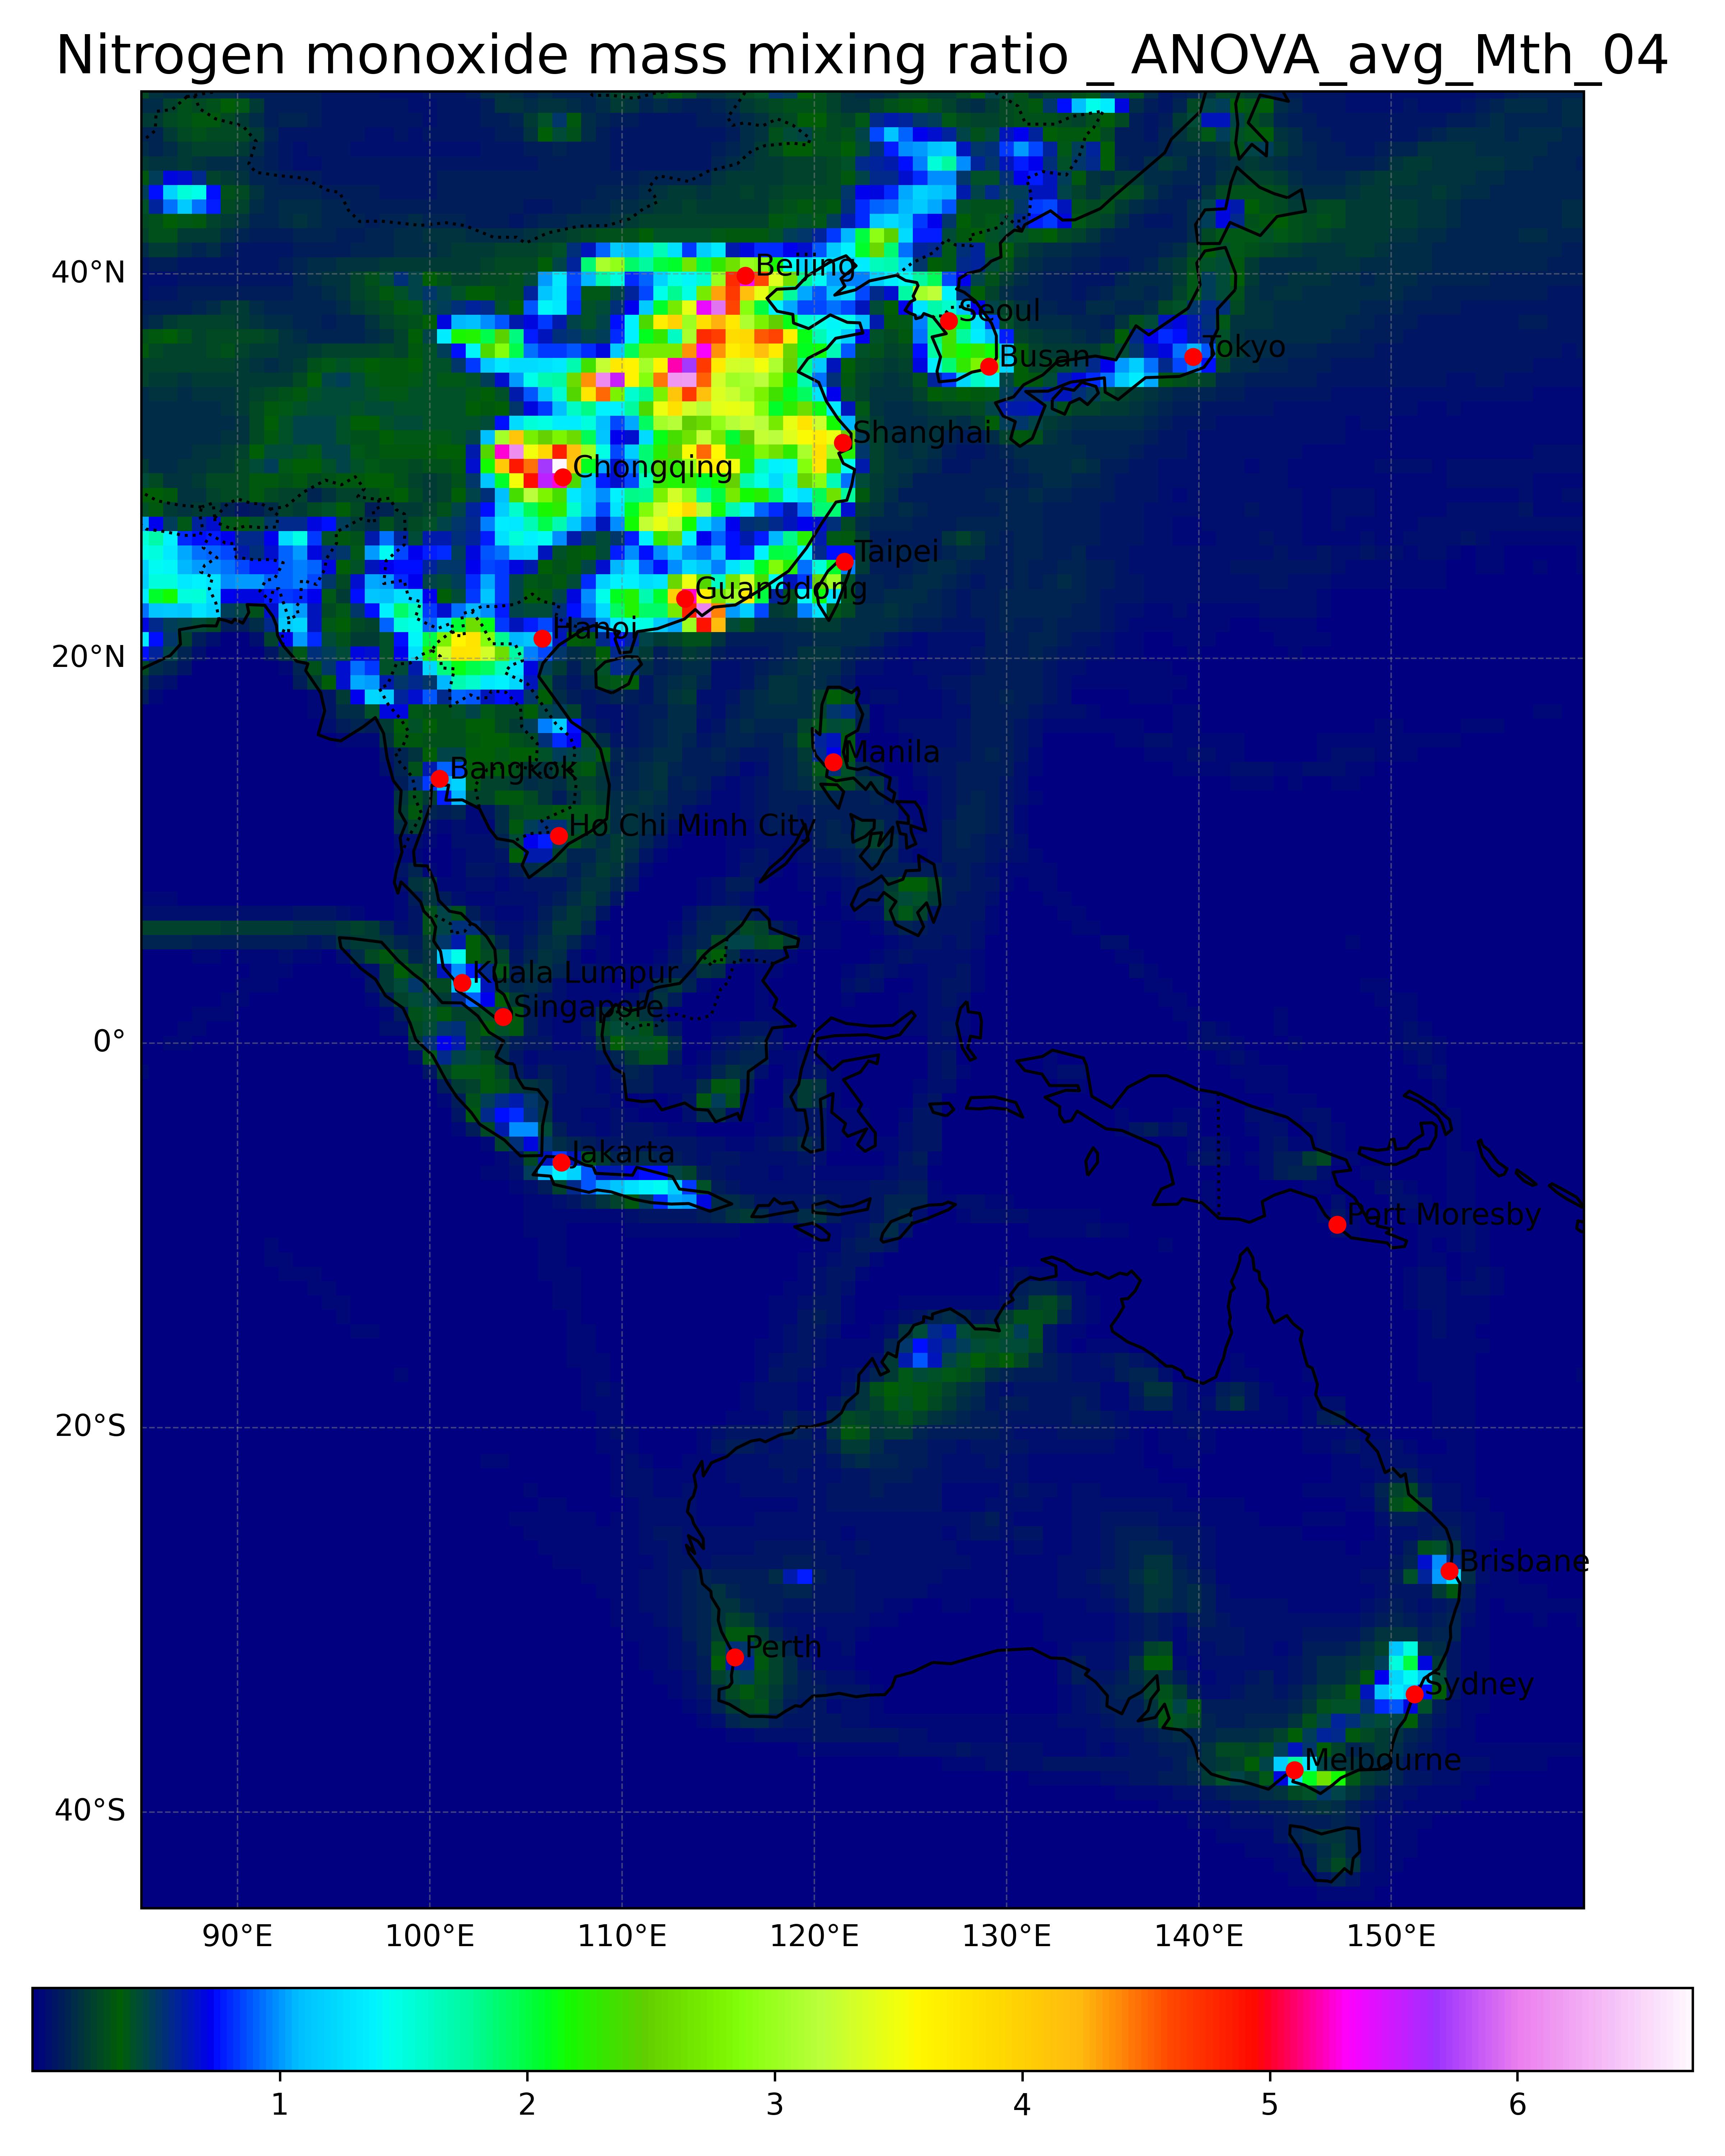 Nitrogen monoxide mass mixing ratio _ ANOVA_avg_Mth_04
40°N
Beijing
Seoul
Tokyo
Busan
Shanghai
Chongqing
Taipei
Guangdong
Hanoi
20°N
Manila
Bangkok
Ho Chi Minh City
Kuala Lumpur
Singapore
0°
Jakarta
Port Moresby
20°S
Brisbane
Perth
Sydney
Melbourne
40°S
90°E 100°E 110°E 120°E 130°E 140°E 150°E
1 2 3 4 5 6